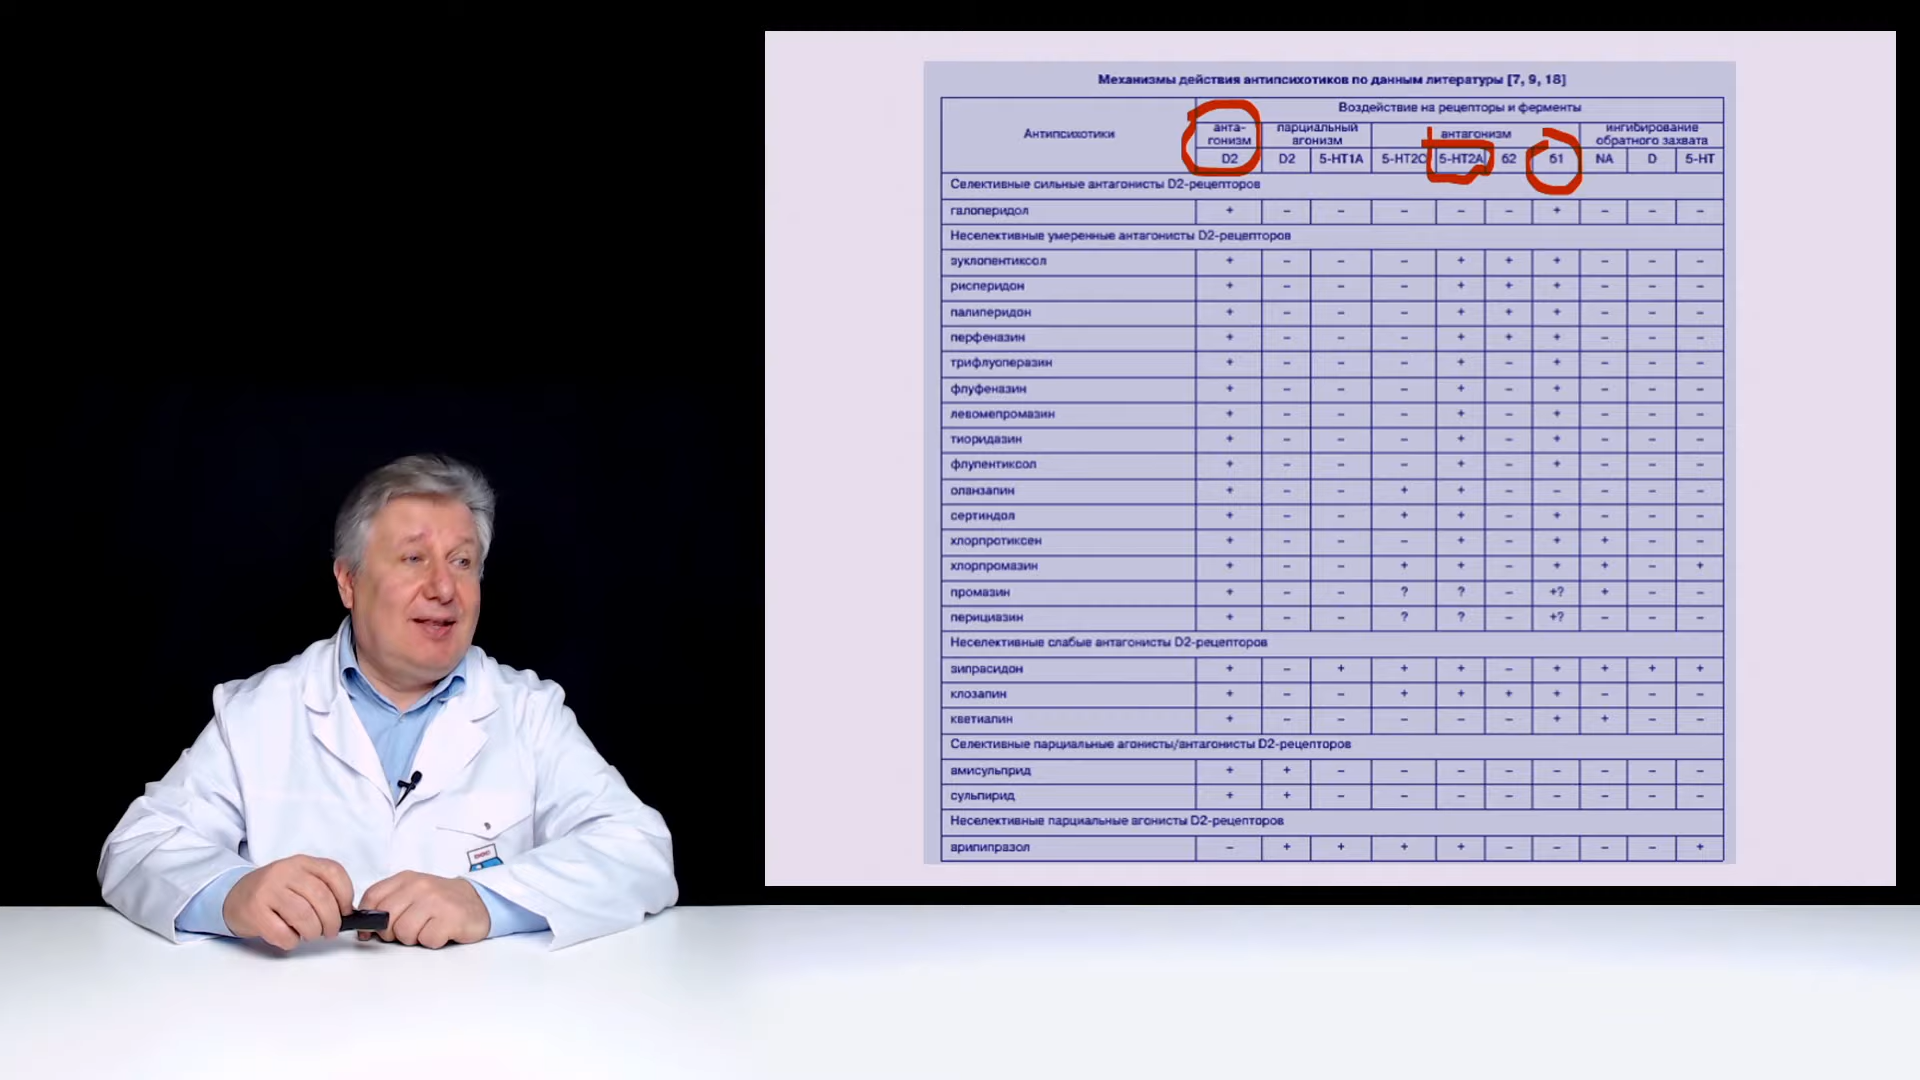 Механизмы действия антипсихотиков по данным литературы [7, 9, 18]
Антипсихотики
Воздействие на рецепторы и ферменты
анта-
гонизм
парциальный
агонизм
антагонизм
ингибирование
обратного захвата
D2 D2 5-HT1A 5-HT2C 5-HT2A б2 б1 NA D 5-HT
Селективные сильные антагонисты D2-рецепторов
галоперидол + – – – – – + – – –
Неселективные умеренные антагонисты D2-рецепторов
зуклопентиксол + – – – + + + – – –
рисперидон + – – – + + + – – –
палиперидон + – – – + + + – – –
перфеназин + – – – + + + – – –
трифлуоперазин + – – – + – + – – –
флуфеназин + – – – + – + – – –
левомепромазин + – – – + – + – – –
тиоридазин + – – – + – + – – –
флупентиксол + – – – + – + – – –
оланзапин + – – + + – – – – –
сертиндол + – – + + – + – – –
хлорпротиксен + – – – + – + + – –
хлорпромазин + – – + + – + + – +
промазин + – – ? ? – +? + – –
перициазин + – – ? ? – +? – – –
Неселективные слабые антагонисты D2-рецепторов
зипрасидон + – + + + – + + + +
клозапин + – – + + + + – – –
кветиапин + – – – – – + + – –
Селективные парциальные агонисты/антагонисты D2-рецепторов
амисульприд + + – – – – – – – –
сульпирид + + – – – – – – – –
Неселективные парциальные агонисты D2-рецепторов
арипипразол – + + + + – – – – +